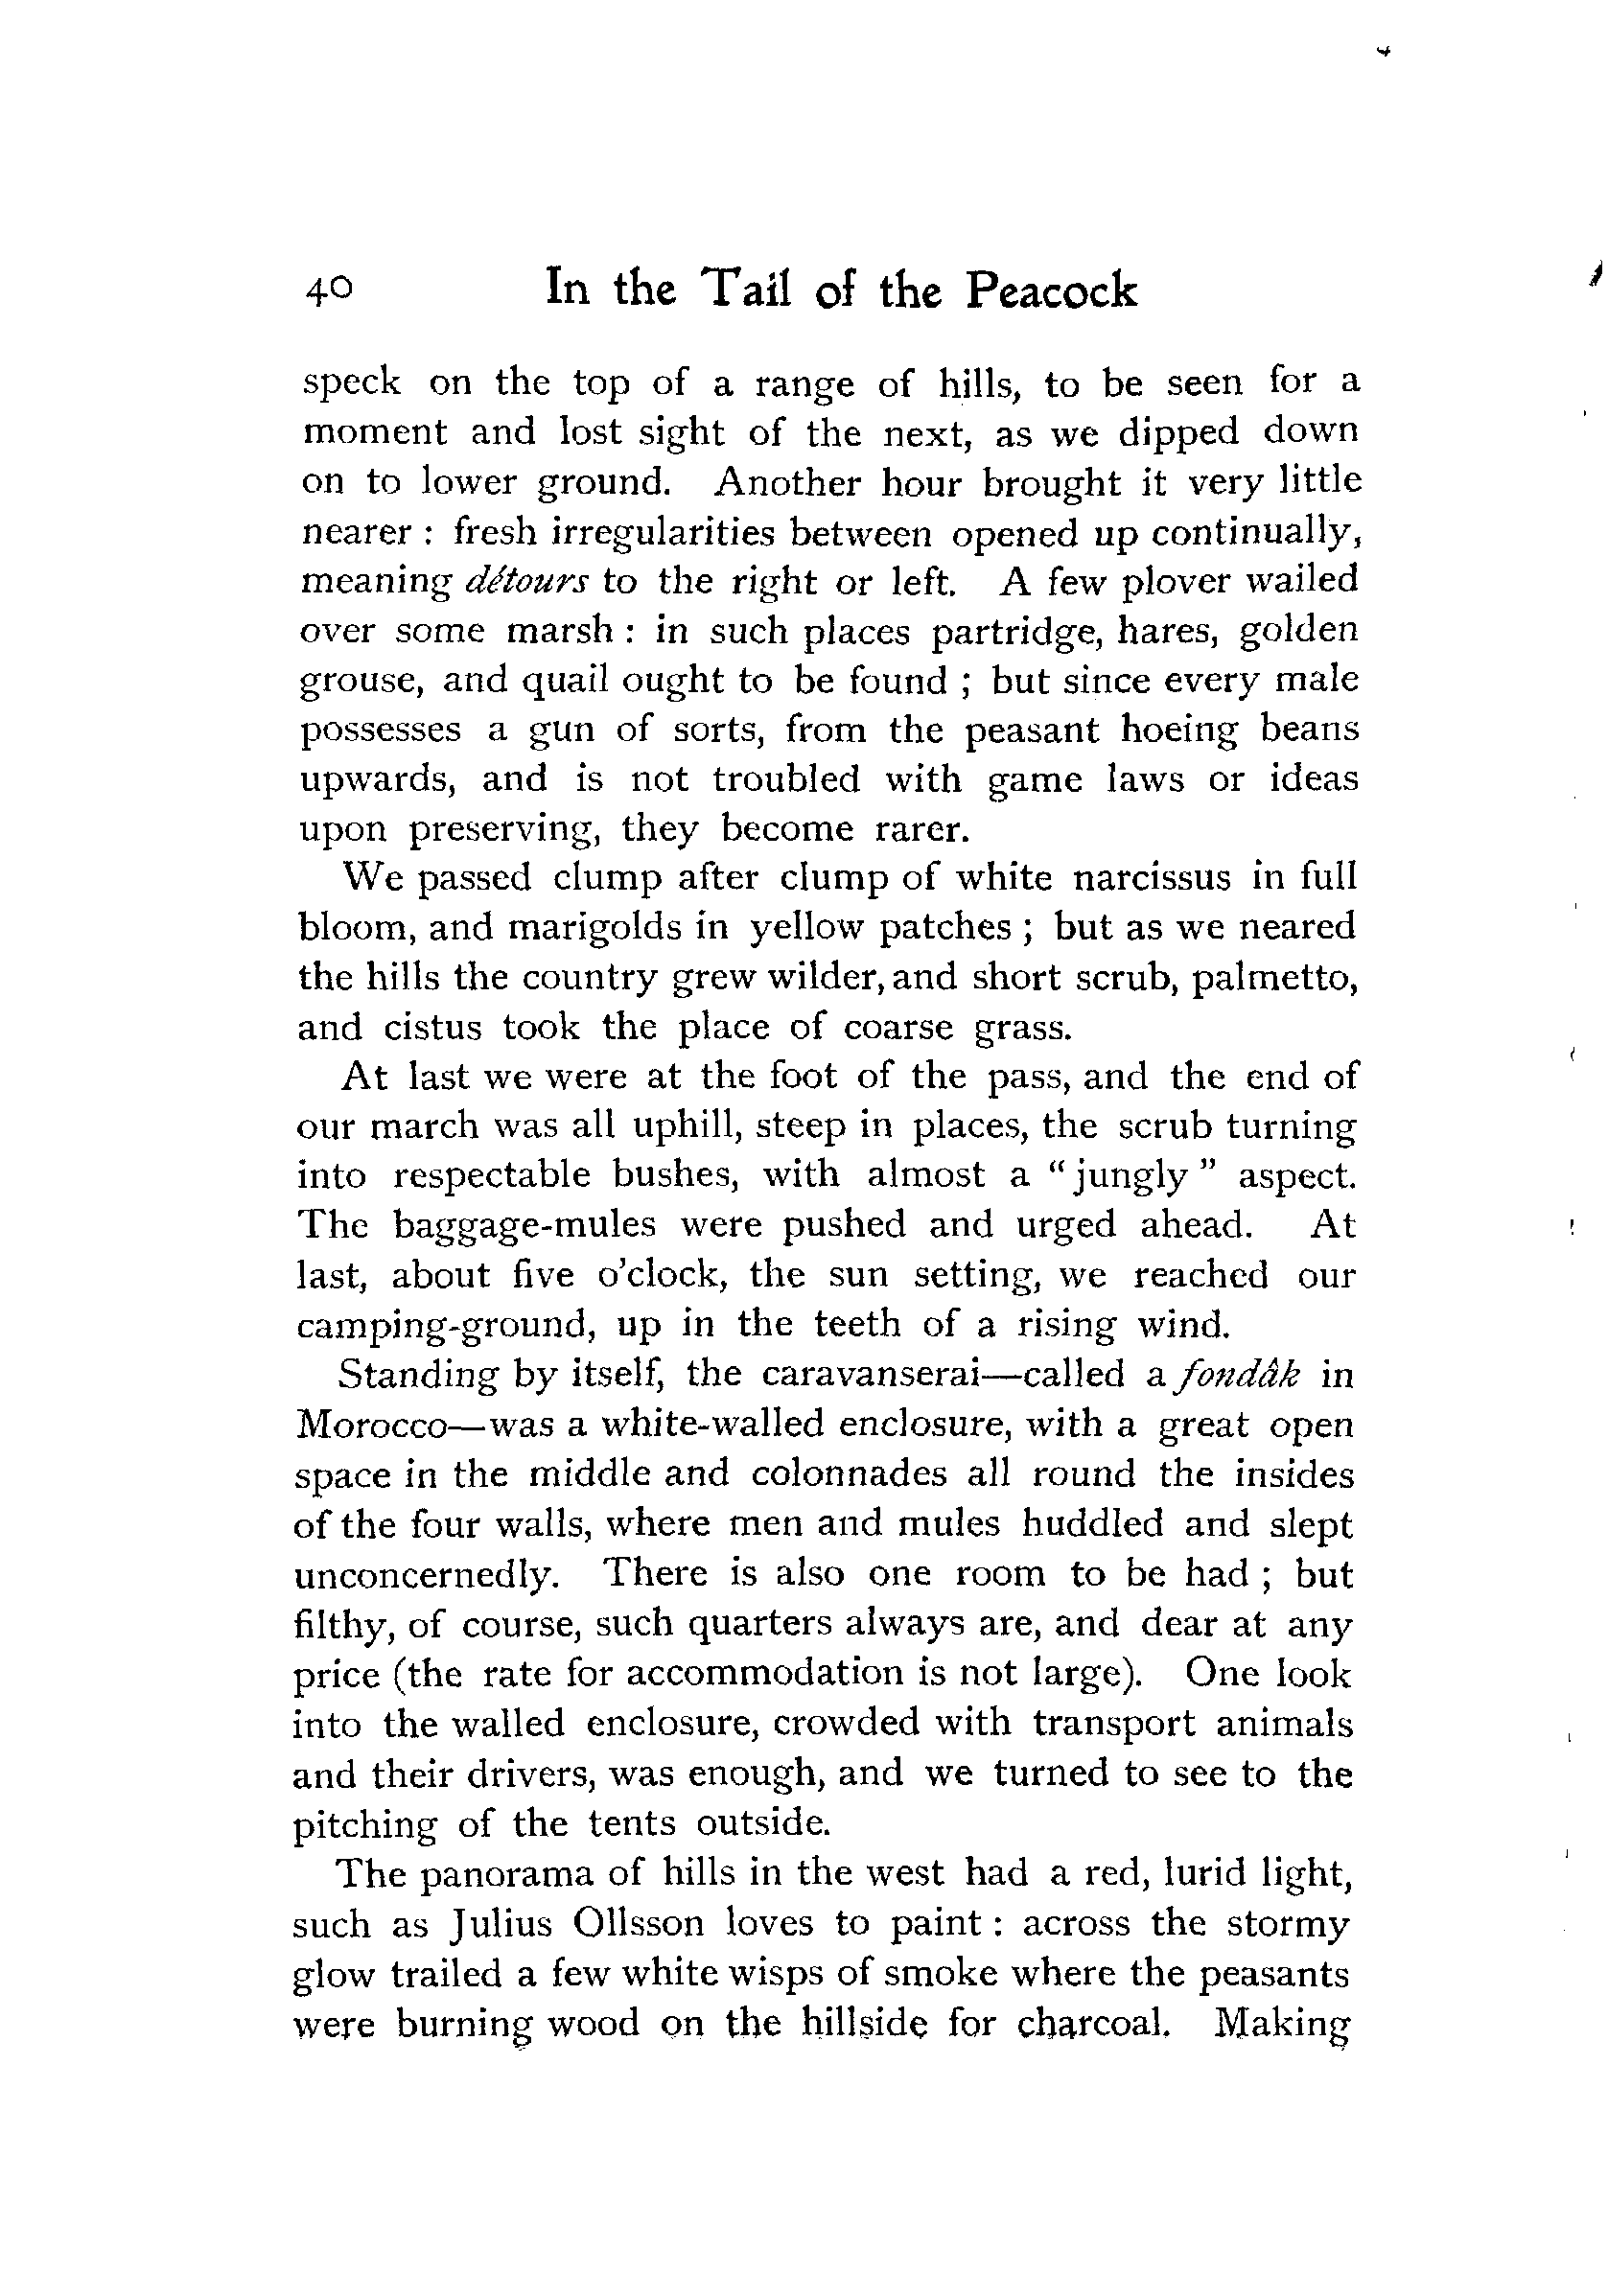 40 In the Tail of the Peacock
speck on the top of a range of hills, to be seen for a
moment and lost sight of the next, as we dipped down
on to lower ground. Another hour brought it very little
nearer : fresh irregularities between opened up continually,
meaning détours to the right or left. A few plover wailed
over some marsh : in such places partridge, hares, golden
grouse, and quail ought to be found ; but since every male
possesses a gun of sorts, from the peasant hoeing beans
upwards, and is not troubled with game laws or ideas
upon preserving, they become rarer.
We passed clump after clump of white narcissus in full
bloom, and marigolds in yellow patches ; but as we neared
the hills the country grew wilder, and short scrub, palmetto,
and cistus took the place of coarse grass.
At last we were at the foot of the pass, and the end of
our march was all uphill, steep in places, the scrub turning
into respectable bushes, with almost a “jungly” aspect.
The baggage-mules were pushed and urged ahead. At
last, about five o’clock, the sun setting, we reached our
camping-ground, up in the teeth of a rising wind.
Standing by itself, the caravanserai—called a fondâk in
Morocco—was a white-walled enclosure, with a great open
space in the middle and colonnades all round the insides
of the four walls, where men and mules huddled and slept
unconcernedly. There is also one room to be had ; but
filthy, of course, such quarters always are, and dear at any
price (the rate for accommodation is not large). One look
into the walled enclosure, crowded with transport animals
and their drivers, was enough, and we turned to see to the
pitching of the tents outside.
The panorama of hills in the west had a red, lurid light,
such as Julius Ollsson loves to paint : across the stormy
glow trailed a few white wisps of smoke where the peasants
were burning wood on the hillside for charcoal. Making